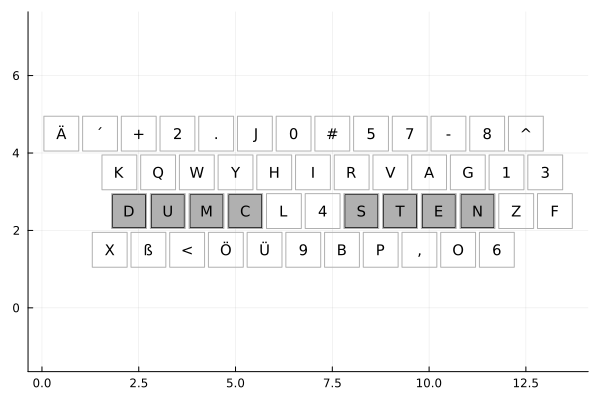 Ä ´ + 2 . J 0 # 5 7 - 8 ^
K Q W Y H I R V A G 1 3
D U M C L 4 S T E N Z F
X ß < Ö Ü 9 B P , O 6
6
4
2
0
0.0 2.5 5.0 7.5 10.0 12.5